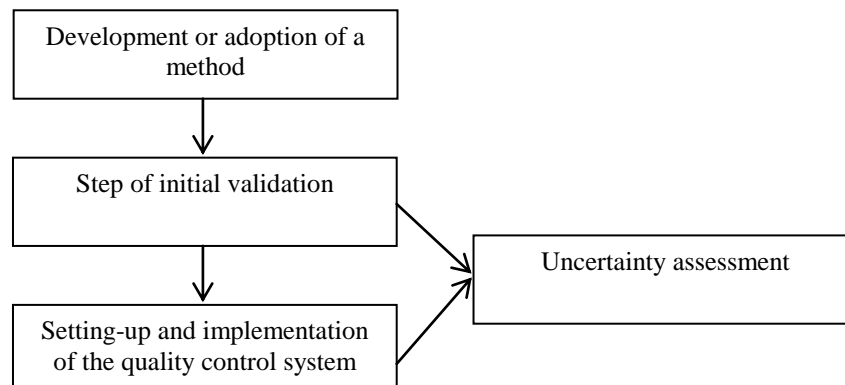 Development or adoption of a
method
Step of initial validation
Uncertainty assessment
Setting-up and implementation
of the quality control system